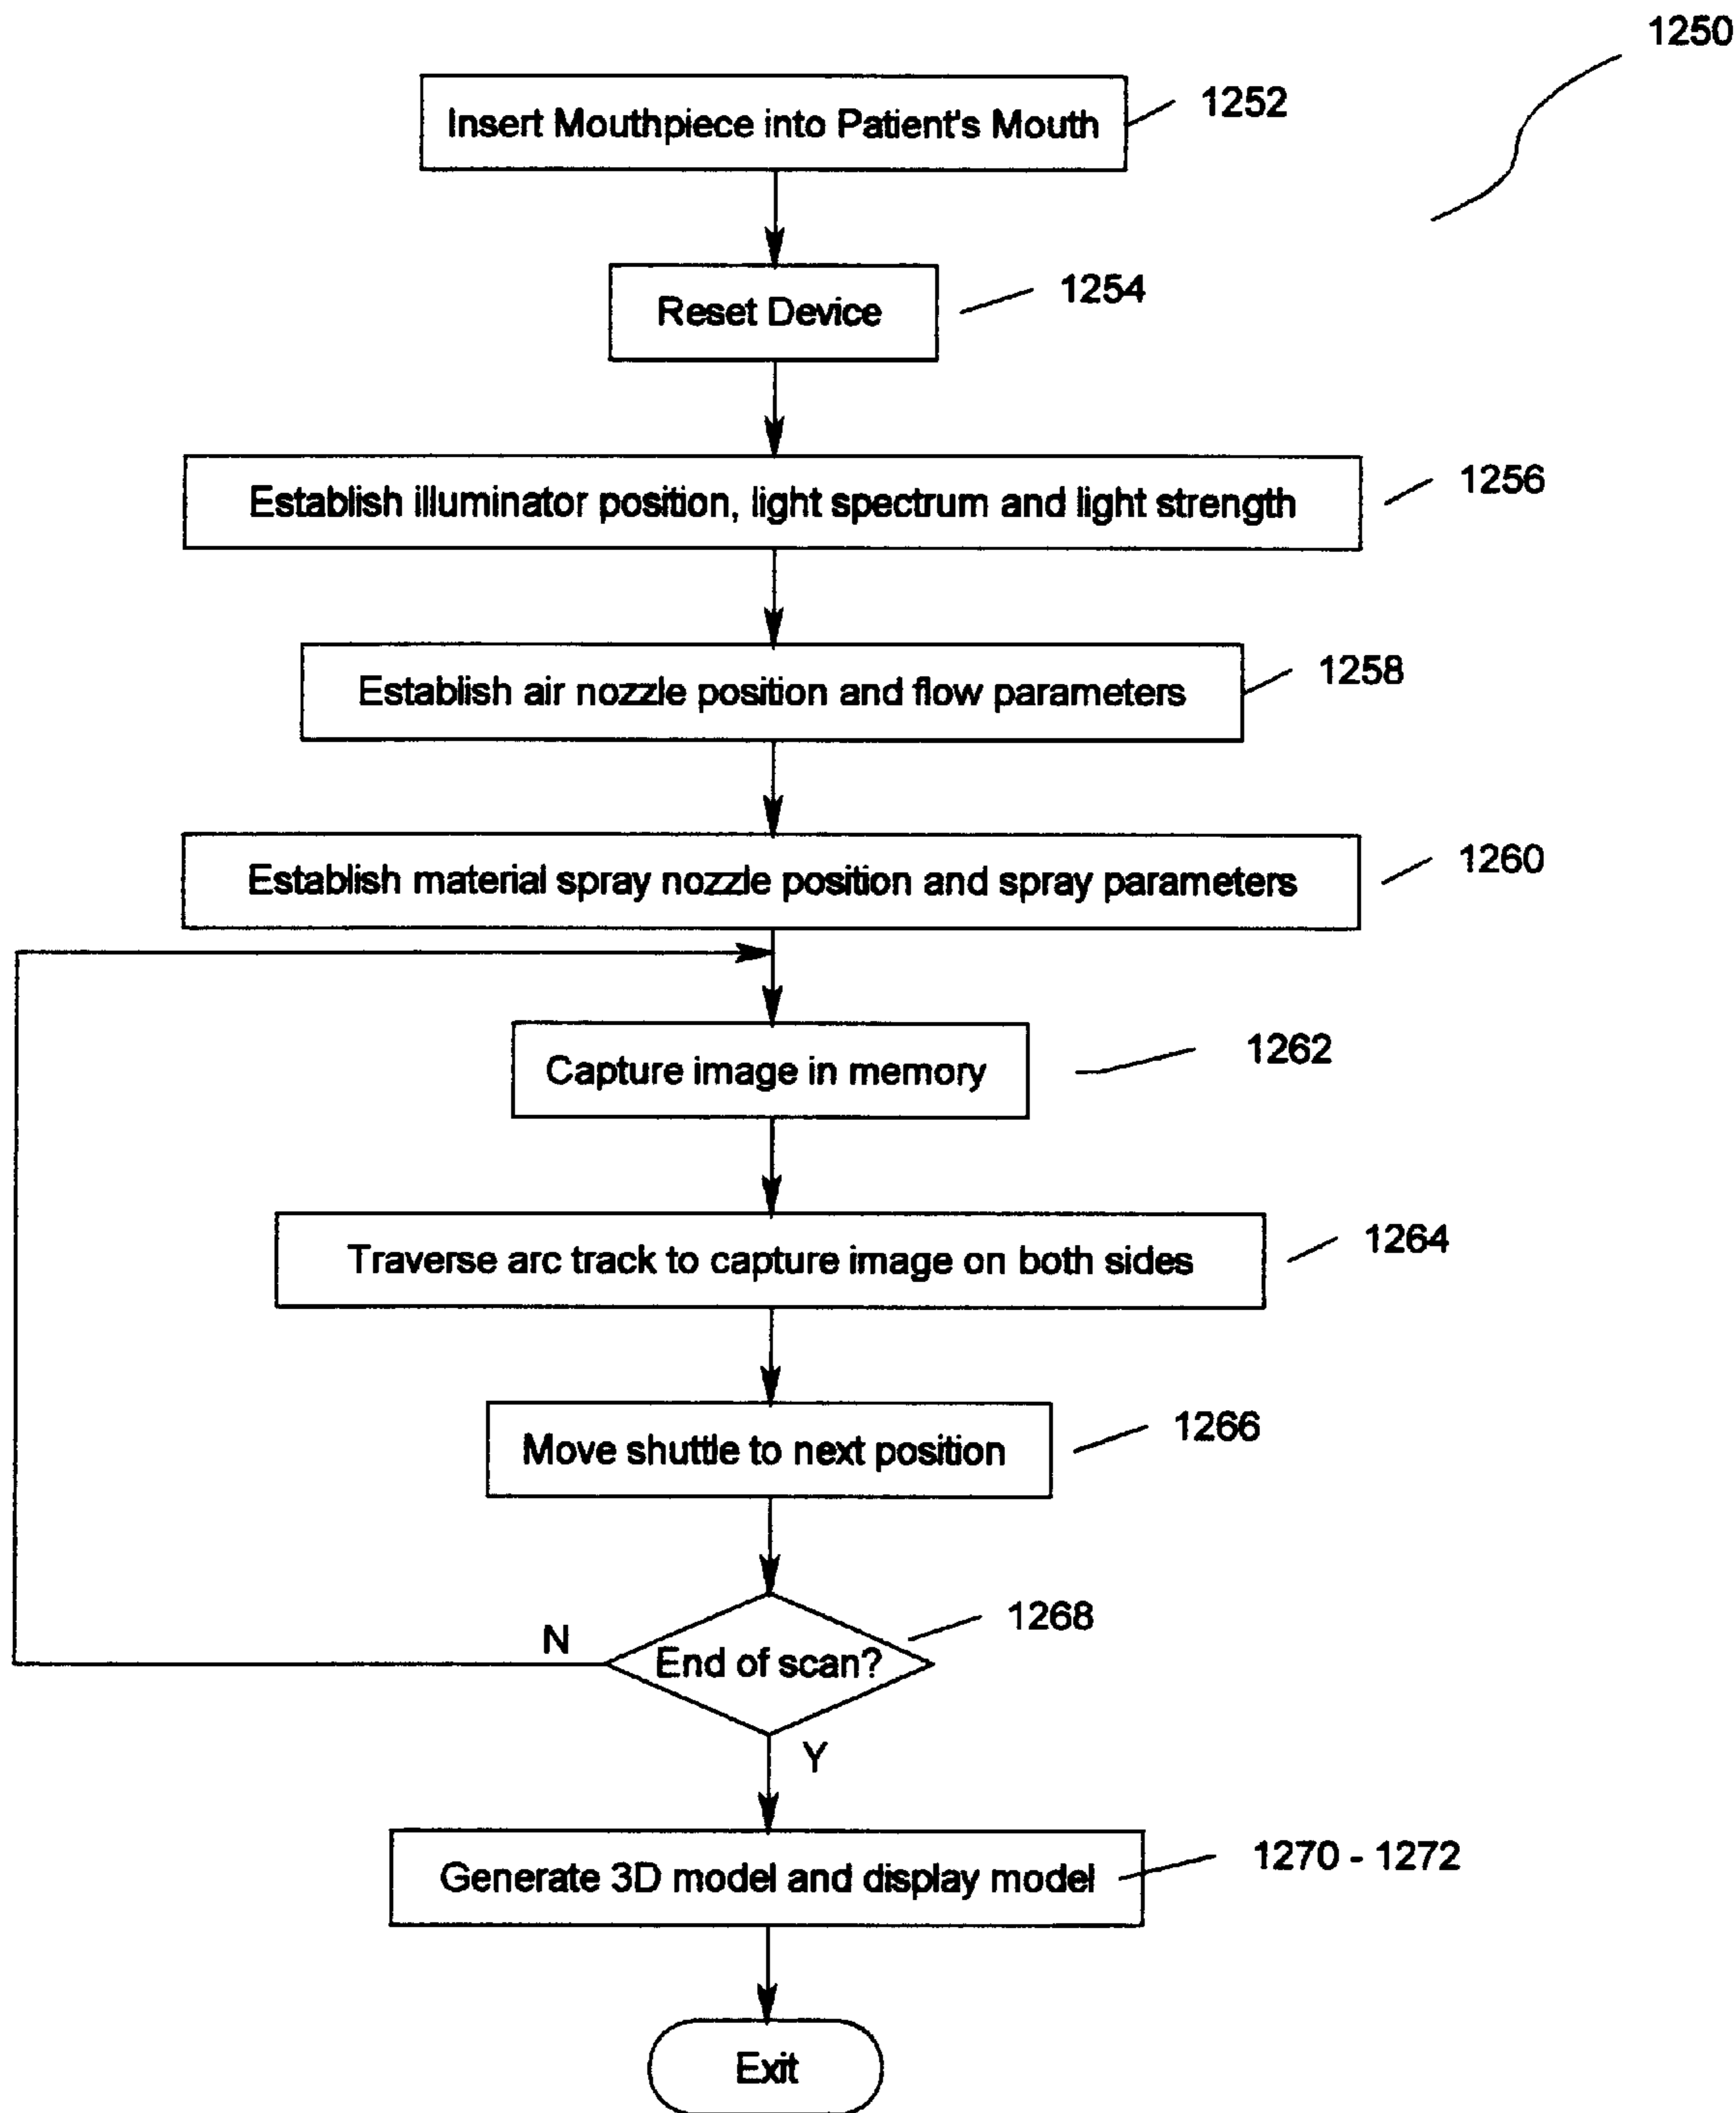 1250
Insert Mouthpiece into Patient's Mouth
1252
Reset Device
1254
Establish illuminator position, light spectrum and light strength
1256
Establish air nozzle position and flow parameters
1258
Establish material spray nozzle position and spray parameters
1260
Capture image in memory
1262
Traverse arc track to capture image on both sides
1264
Move shuttle to next position
1266
End of scan?
1268
N
Y
Generate 3D model and display model
1270 - 1272
Exit